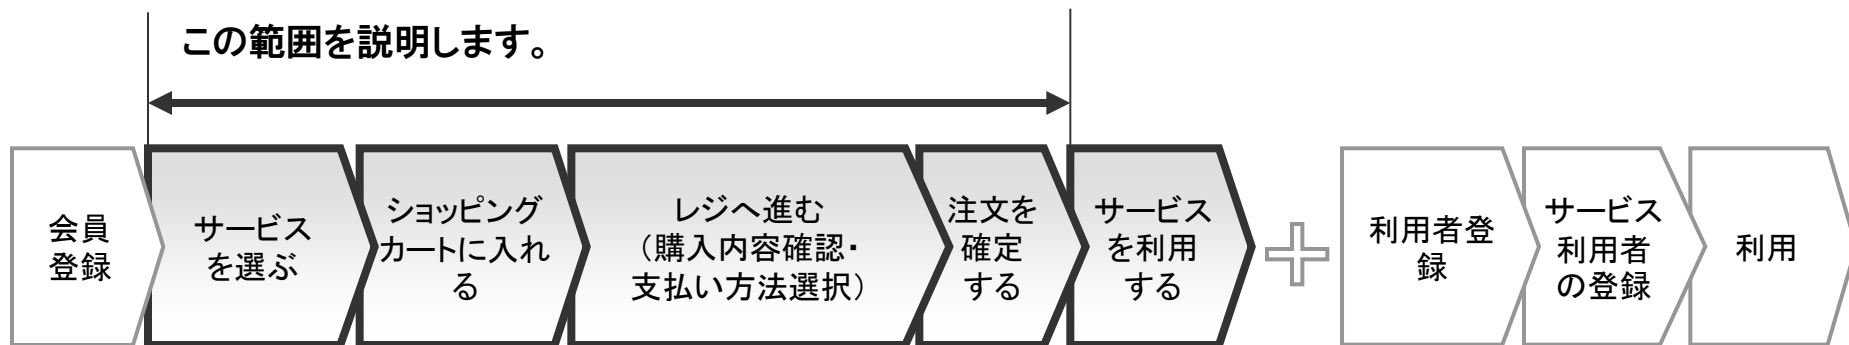 この範囲を説明します。
会員
登録
サービス
を選ぶ
ショッピング
カートに入れ
る
レジへ進む
（購入内容確認・
支払い方法選択）
注文を
確定
する
サービス
を利用
する
利用者登
録
サービス
利用者
の登録
利用